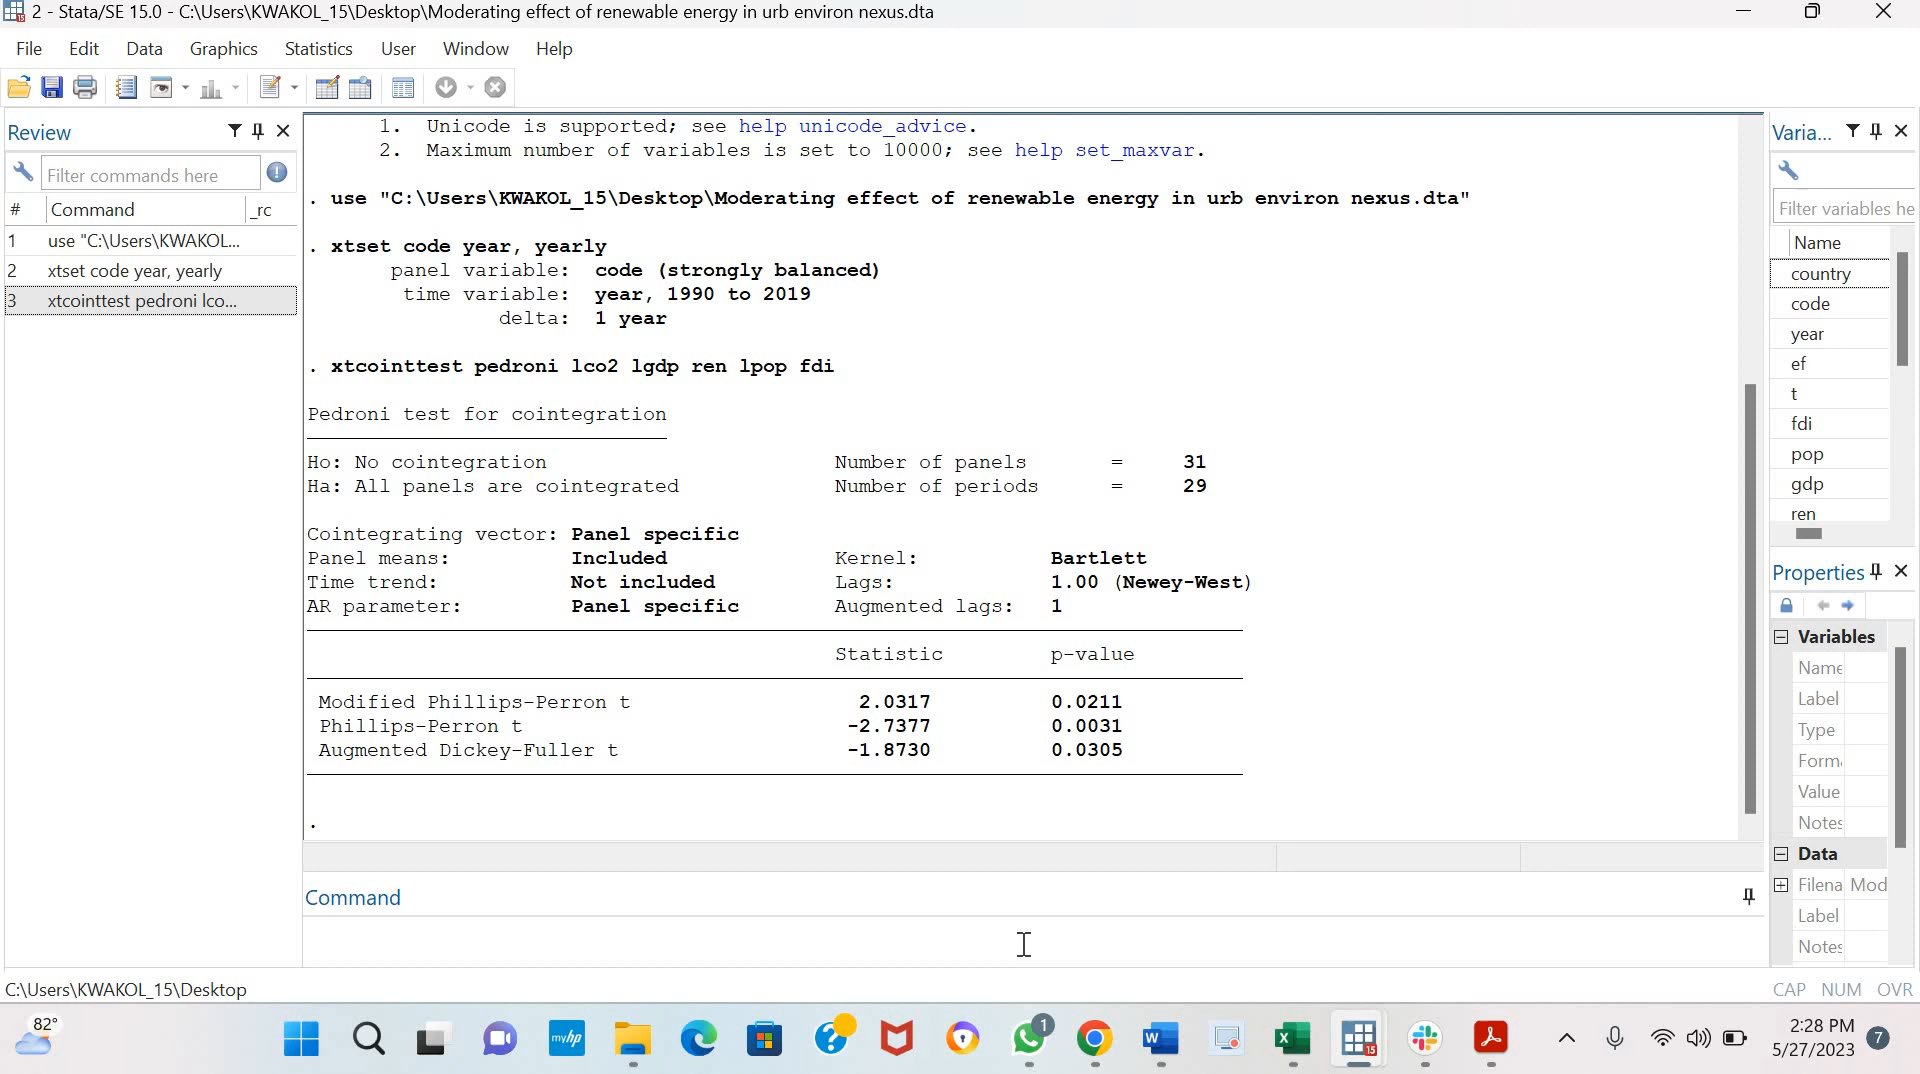 2 - Stata/SE 15.0 - C:\Users\KWAKOL_15\Desktop\Moderating effect of renewable energy in urb environ nexus.dta
File Edit Data Graphics Statistics User Window Help
Review
Filter commands here
# Command _rc
1 use "C:\Users\KWAKOL...
2 xtset code year, yearly
3 xtcointtest pedroni lco...
1. Unicode is supported; see help unicode_advice.
2. Maximum number of variables is set to 10000; see help set_maxvar.
. use "C:\Users\KWAKOL_15\Desktop\Moderating effect of renewable energy in urb environ nexus.dta"
. xtset code year, yearly
panel variable: code (strongly balanced)
time variable: year, 1990 to 2019
delta: 1 year
. xtcointtest pedroni lco2 lgdp ren lpop fdi
Pedroni test for cointegration
Ho: No cointegration Number of panels = 31
Ha: All panels are cointegrated Number of periods = 29
Cointegrating vector: Panel specific
Panel means: Included Kernel: Bartlett
Time trend: Not included Lags: 1.00 (Newey-West)
AR parameter: Panel specific Augmented lags: 1
Statistic p-value
Modified Phillips-Perron t 2.0317 0.0211
Phillips-Perron t -2.7377 0.0031
Augmented Dickey-Fuller t -1.8730 0.0305
.
Command
Varia...
Filter variables he
Name
country
code
year
ef
t
fdi
pop
gdp
ren
Properties
Variables
Name
Label
Type
Form
Value
Notes
Data
Filena Mod
Label
Notes
C:\Users\KWAKOL_15\Desktop
CAP NUM OVR
82°
myhp
1
15
2:28 PM
5/27/2023
7